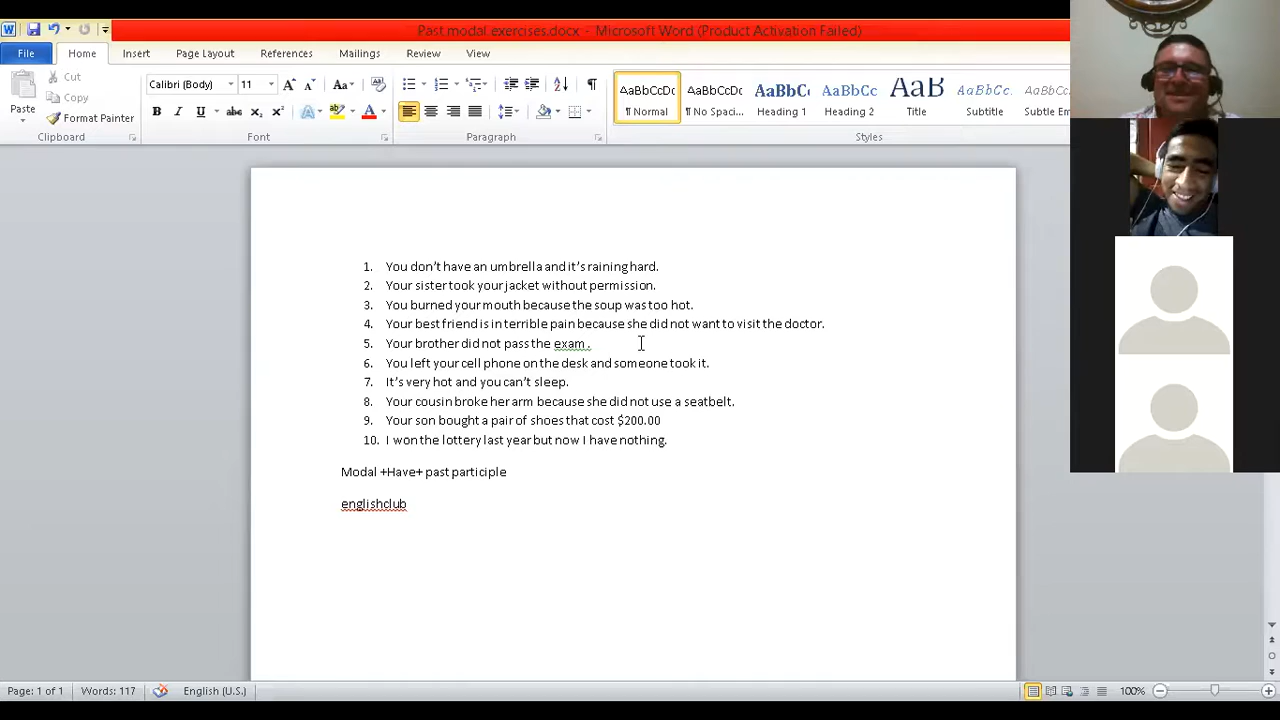 Past modal exercises.docx - Microsoft Word (Product Activation Failed)
File Home Insert Page Layout References Mailings Review View
Cut
Copy
Paste
Format Painter
Calibri (Body) 11
AaBbCcDc AaBbCcDc AaBbCc AaBbCc AaB AaBbCc. AaBbCc.
¶ Normal ¶ No Spaci... Heading 1 Heading 2 Title Subtitle Subtle Em
Clipboard Font Paragraph Styles
1. You don't have an umbrella and it's raining hard.
2. Your sister took your jacket without permission.
3. You burned your mouth because the soup was too hot.
4. Your best friend is in terrible pain because she did not want to visit the doctor.
5. Your brother did not pass the exam .
6. You left your cell phone on the desk and someone took it.
7. It's very hot and you can't sleep.
8. Your cousin broke her arm because she did not use a seatbelt.
9. Your son bought a pair of shoes that cost $200.00
10. I won the lottery last year but now I have nothing.
Modal +Have+ past participle
englishclub
Page: 1 of 1 Words: 117 English (U.S.) 100%